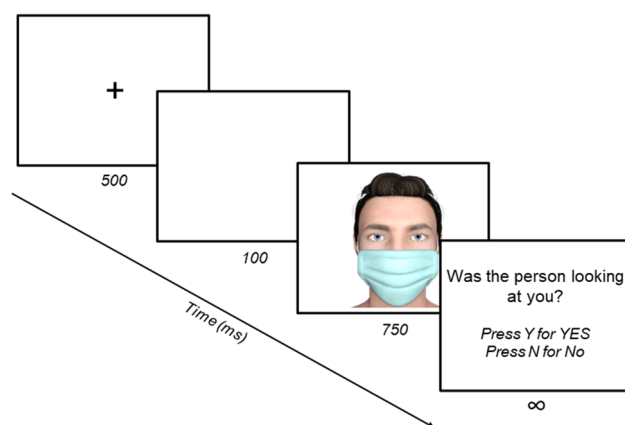 +
500
100
750
Time (ms)
Was the person looking
at you?
Press Y for YES
Press N for No
∞